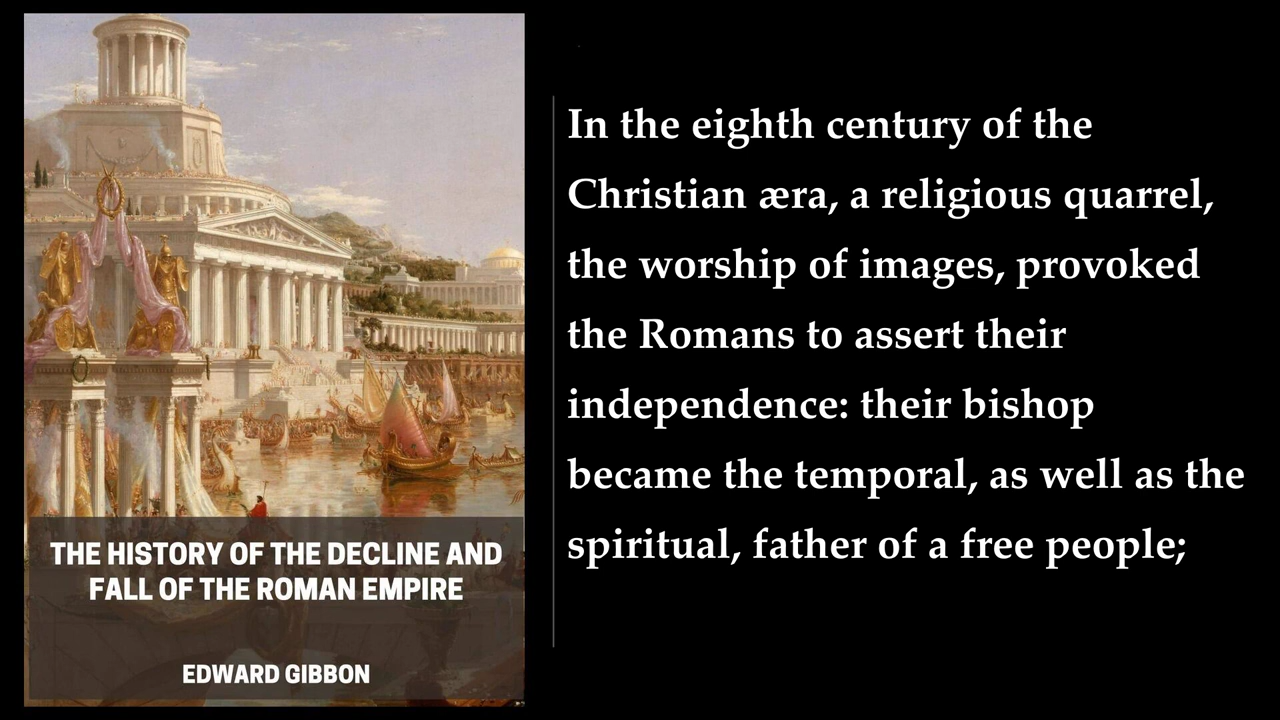 THE HISTORY OF THE DECLINE AND
FALL OF THE ROMAN EMPIRE
EDWARD GIBBON
In the eighth century of the
Christian æra, a religious quarrel,
the worship of images, provoked
the Romans to assert their
independence: their bishop
became the temporal, as well as the
spiritual, father of a free people;